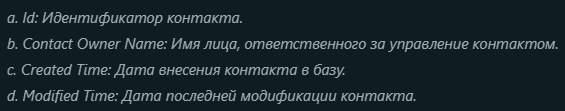 a. Id: Идентификатор контакта.
b. Contact Owner Name: Имя лица, ответственного за управление контактом.
c. Created Time: Дата внесения контакта в базу.
d. Modified Time: Дата последней модификации контакта.